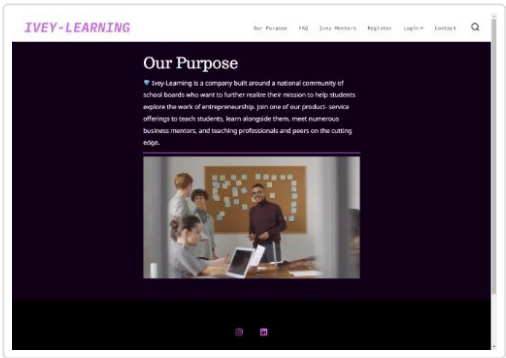 IVEY-LEARNING
Our Purpose FAQ Ivey Mentors Register Login Contact
Our Purpose
Ivey-Learning is a company built around a national community of
school boards who want to further realize their mission to help students
explore the work of entrepreneurship. Join one of our product- service
offerings to teach students, learn alongside them, meet numerous
business mentors, and teaching professionals and peers on the cutting
edge.